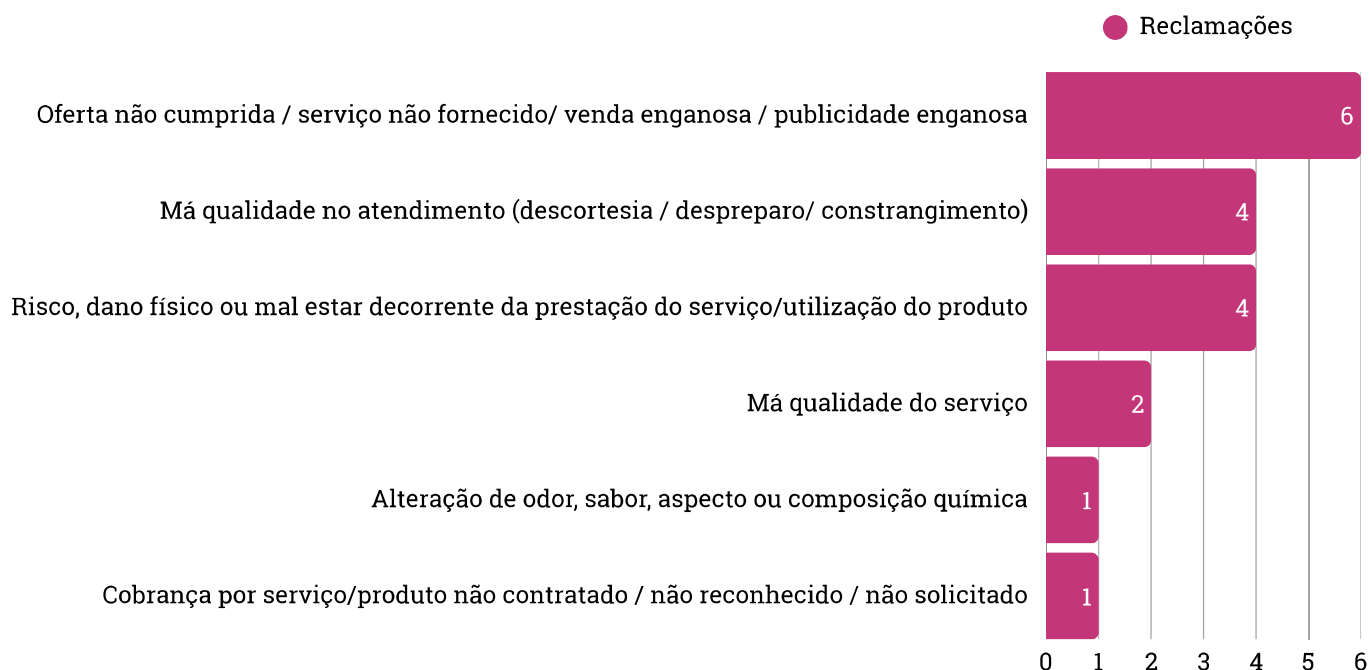 Reclamações
Oferta não cumprida / serviço não fornecido/ venda enganosa / publicidade enganosa
6
Má qualidade no atendimento (descortesia / despreparo/ constrangimento)
4
Risco, dano físico ou mal estar decorrente da prestação do serviço/utilização do produto
4
Má qualidade do serviço
2
Alteração de odor, sabor, aspecto ou composição química
1
Cobrança por serviço/produto não contratado / não reconhecido / não solicitado
1
0 1 2 3 4 5 6